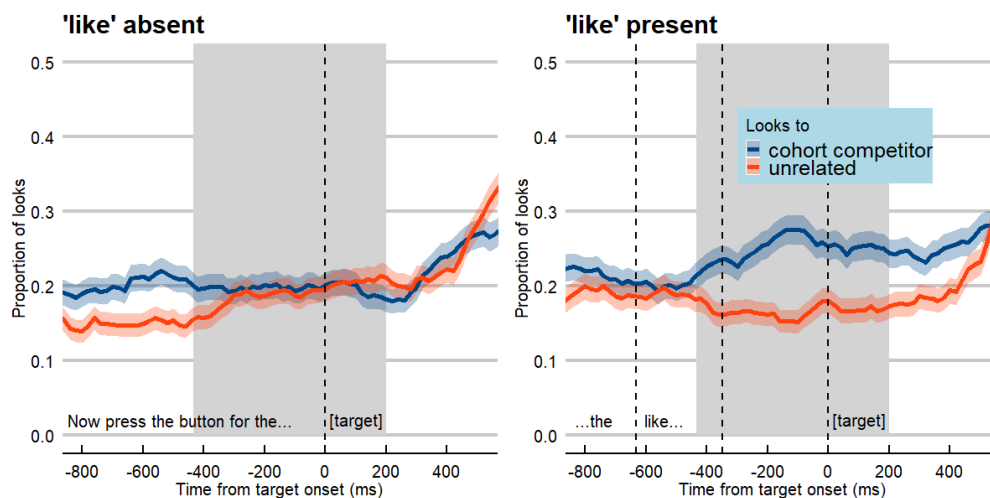 'like' absent
Proportion of looks
0.5
0.4
0.3
0.2
0.1
0.0
Now press the button for the... [target]
-800 -600 -400 -200 0 200 400
Time from target onset (ms)
'like' present
Proportion of looks
0.5
0.4
0.3
0.2
0.1
0.0
Looks to
cohort competitor
unrelated
...the like... [target]
-800 -600 -400 -200 0 200 400
Time from target onset (ms)